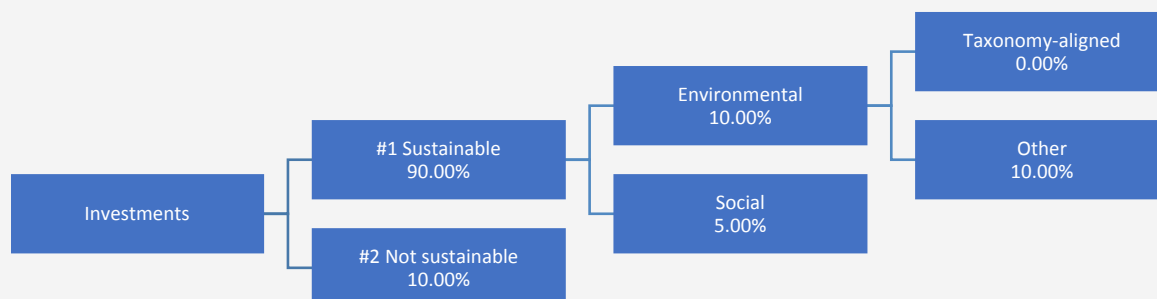 Investments
#1 Sustainable
90.00%
#2 Not sustainable
10.00%
Environmental
10.00%
Social
5.00%
Taxonomy-aligned
0.00%
Other
10.00%